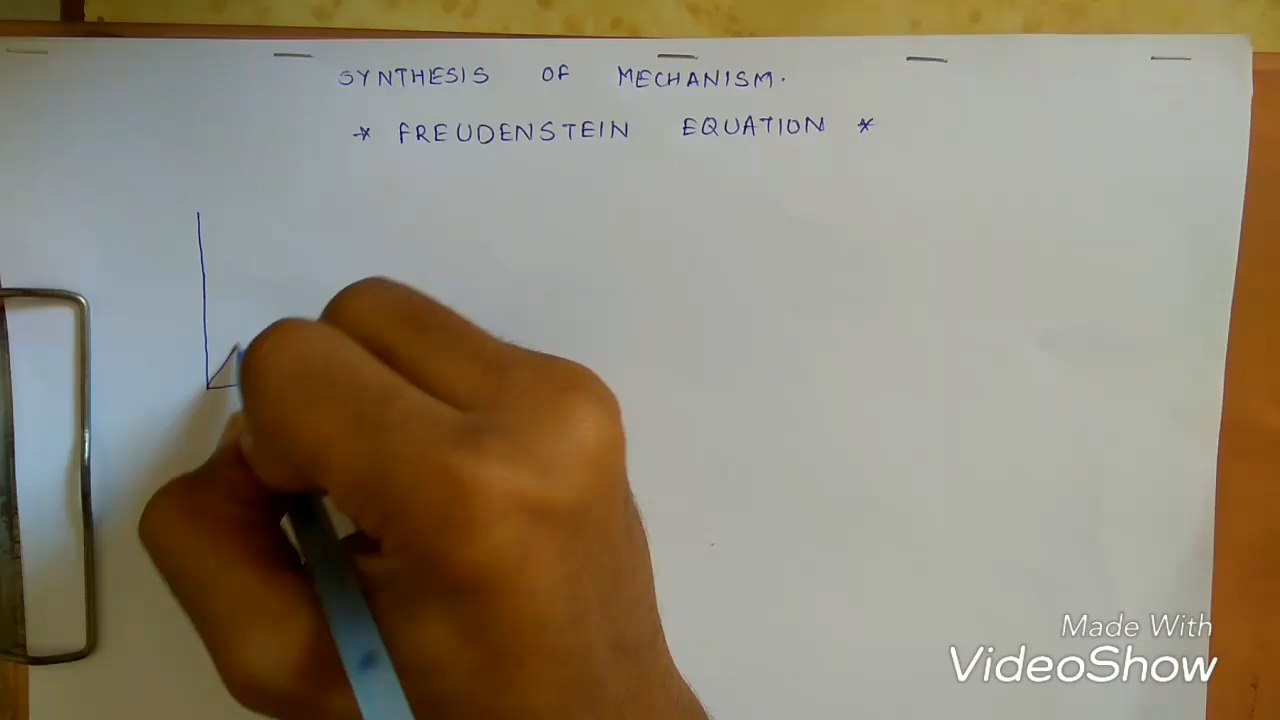 SYNTHESIS OF MECHANISM.
* FREUDENSTEIN EQUATION *
Made With
VideoShow